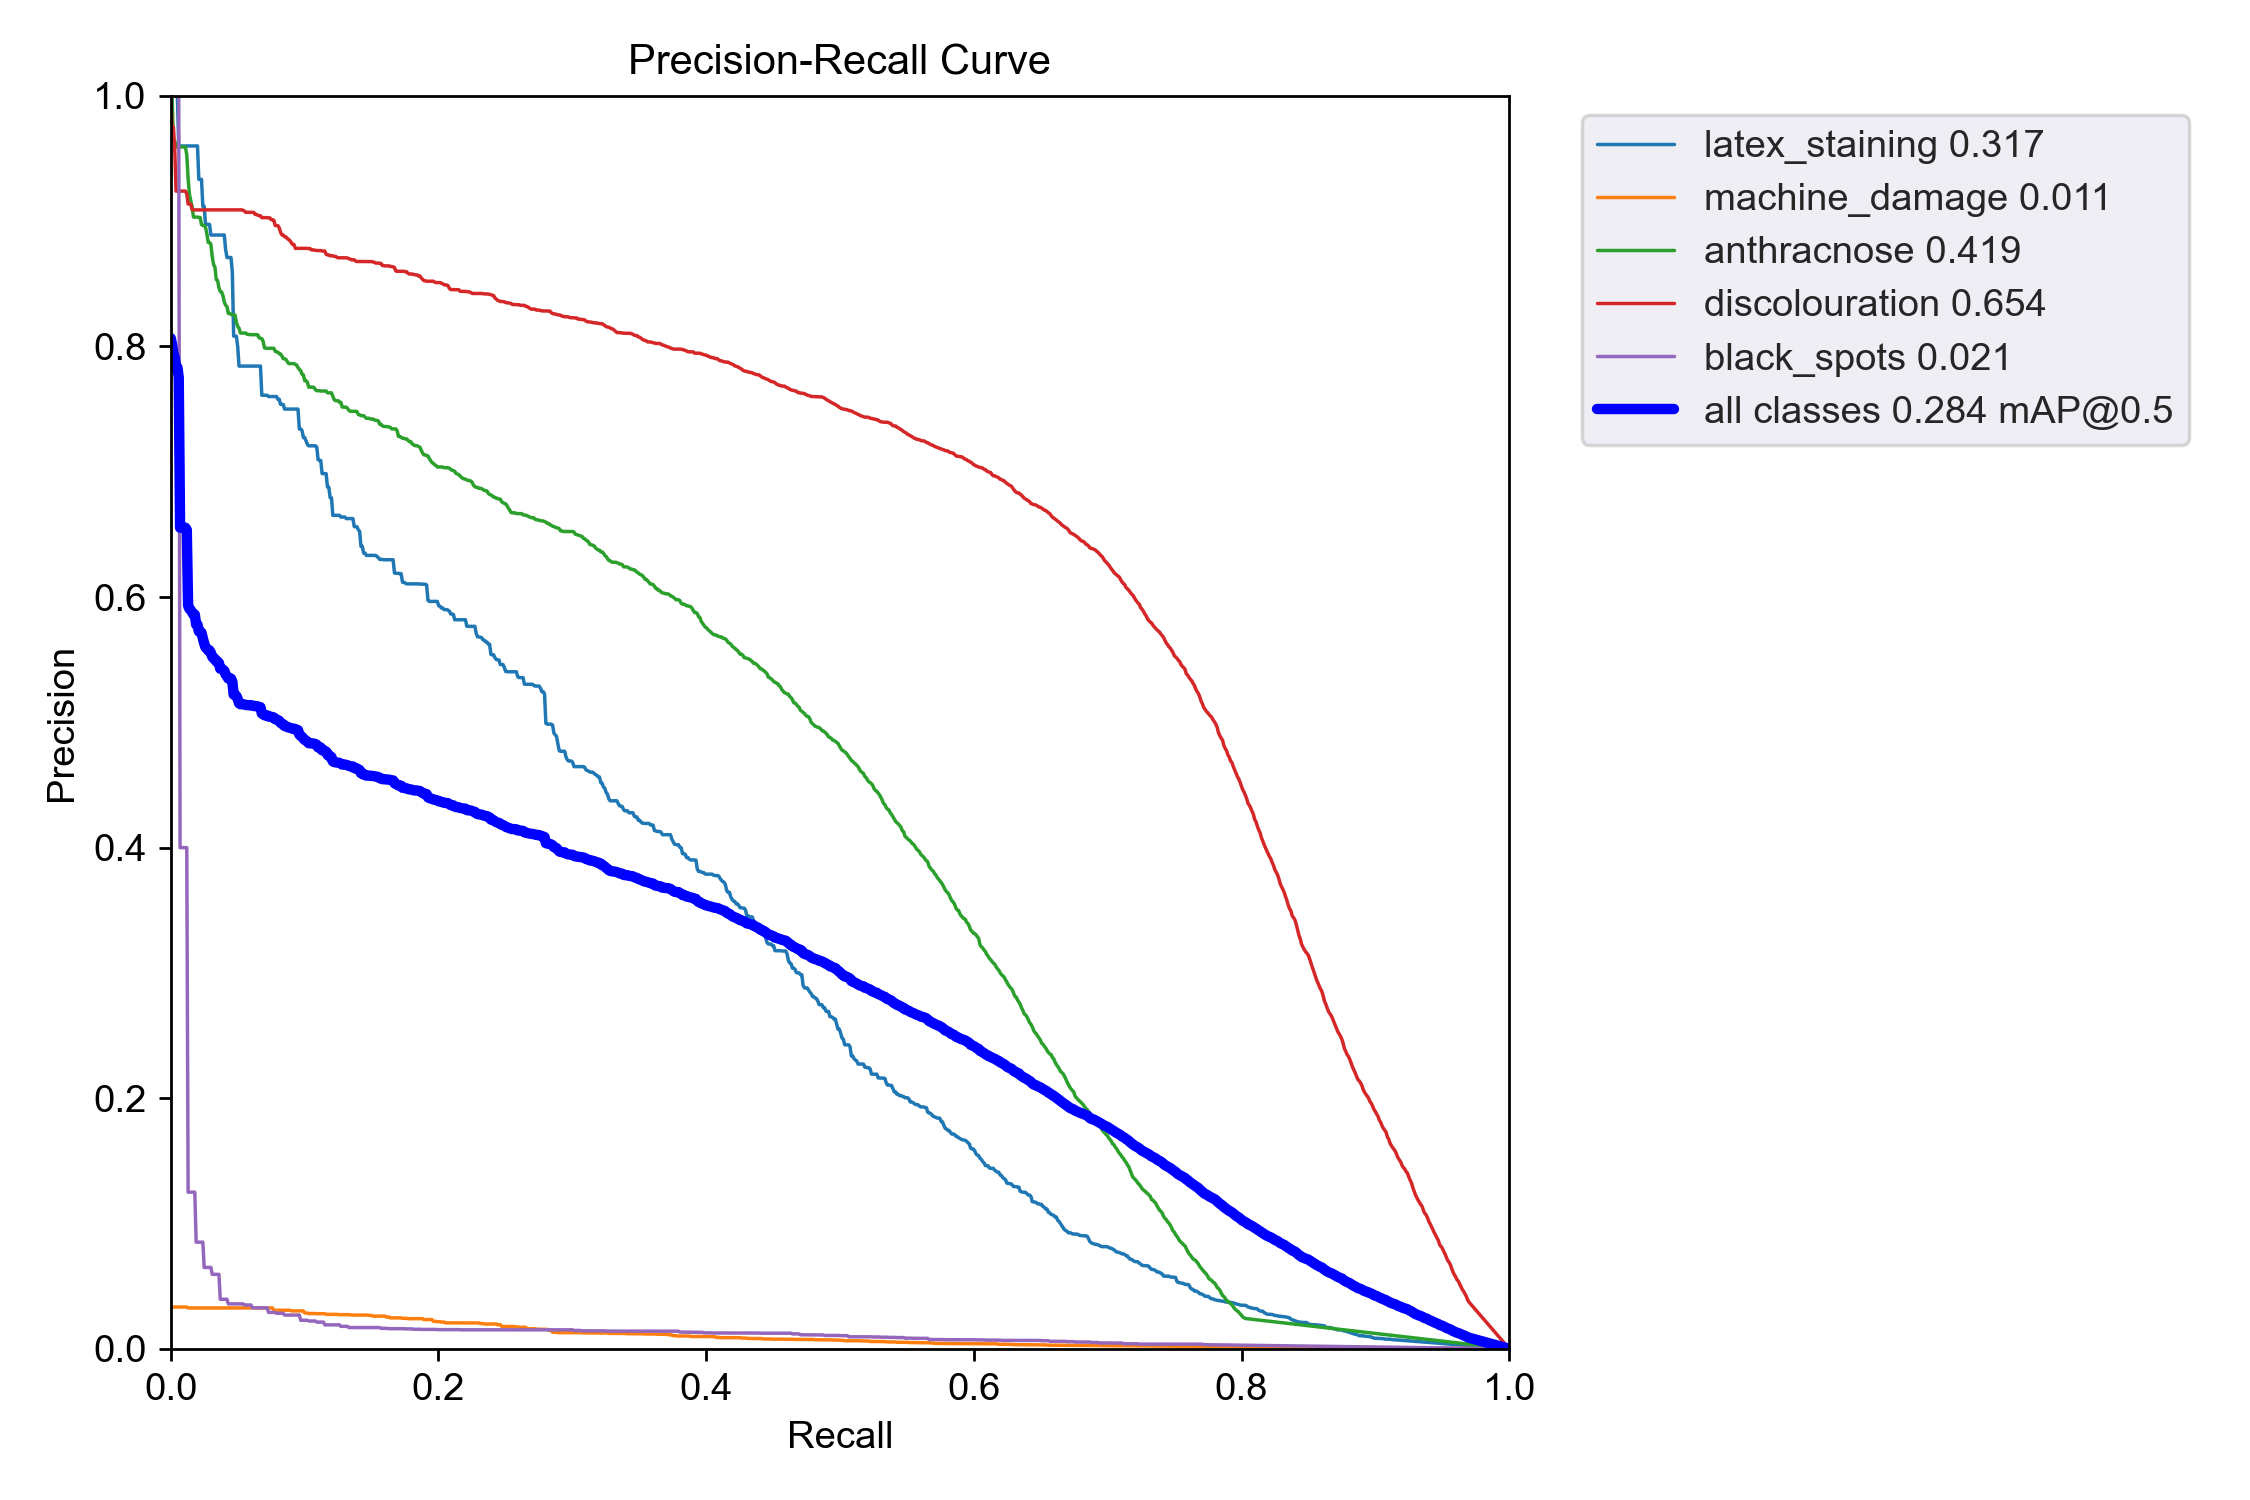 Precision-Recall Curve
1.0
0.8
0.6
0.4
0.2
0.0
Precision
0.0 0.2 0.4 0.6 0.8 1.0
Recall
latex_staining 0.317
machine_damage 0.011
anthracnose 0.419
discolouration 0.654
black_spots 0.021
all classes 0.284 mAP@0.5